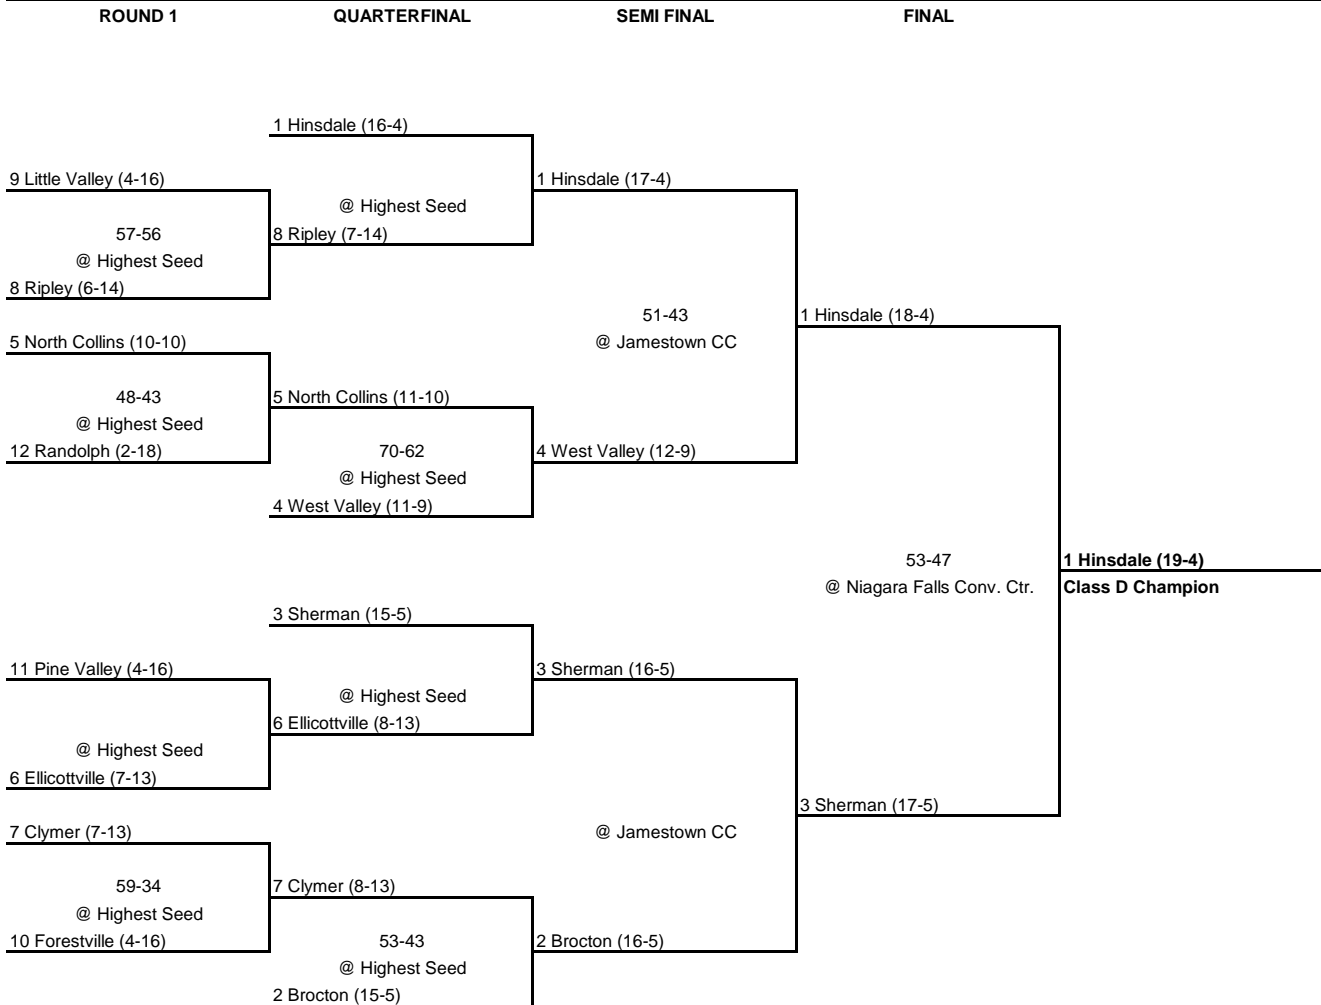 ROUND 1 QUARTERFINAL SEMI FINAL FINAL
1 Hinsdale (16-4)
9 Little Valley (4-16) 1 Hinsdale (17-4)
@ Highest Seed
57-56 8 Ripley (7-14)
@ Highest Seed
8 Ripley (6-14)
51-43 1 Hinsdale (18-4)
5 North Collins (10-10) @ Jamestown CC
48-43 5 North Collins (11-10)
@ Highest Seed
12 Randolph (2-18) 70-62 4 West Valley (12-9)
@ Highest Seed
4 West Valley (11-9)
53-47 1 Hinsdale (19-4)
@ Niagara Falls Conv. Ctr. Class D Champion
3 Sherman (15-5)
11 Pine Valley (4-16) 3 Sherman (16-5)
@ Highest Seed
6 Ellicottville (8-13)
@ Highest Seed
6 Ellicottville (7-13)
3 Sherman (17-5)
7 Clymer (7-13) @ Jamestown CC
59-34 7 Clymer (8-13)
@ Highest Seed
10 Forestville (4-16) 53-43 2 Brocton (16-5)
@ Highest Seed
2 Brocton (15-5)